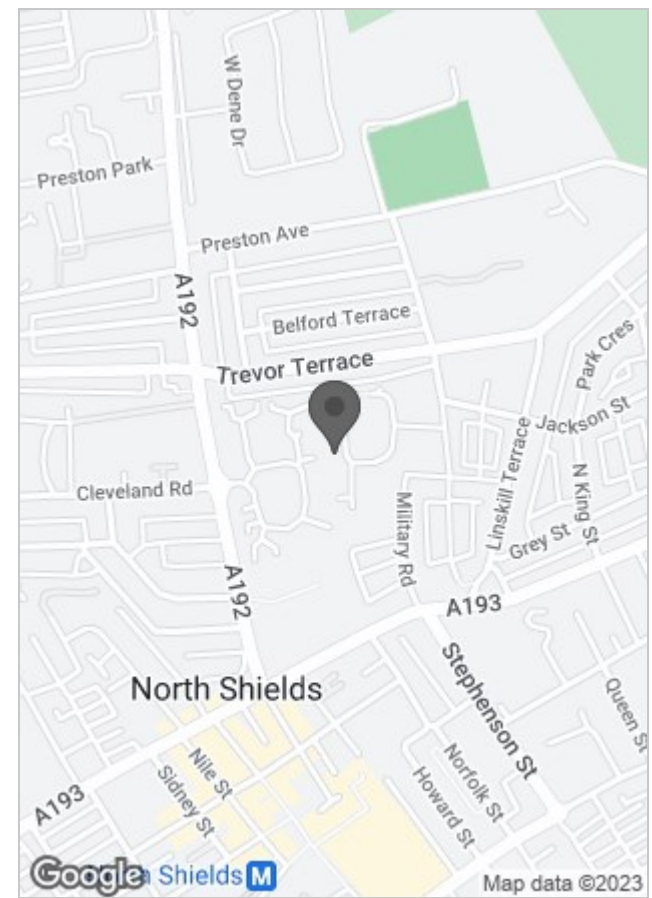 W Dene Dr
Preston Park
Preston Ave
A192
Belford Terrace
Trevor Terrace
Park Cres
Jackson St
Linskill Terrace
N King St
Cleveland Rd
Military Rd
Grey St
A192
A193
North Shields
Stephenson St
Queen St
Nile St
Sidney St
Norfolk St
Howard St
A193
Google
Shields M
Map data ©2023